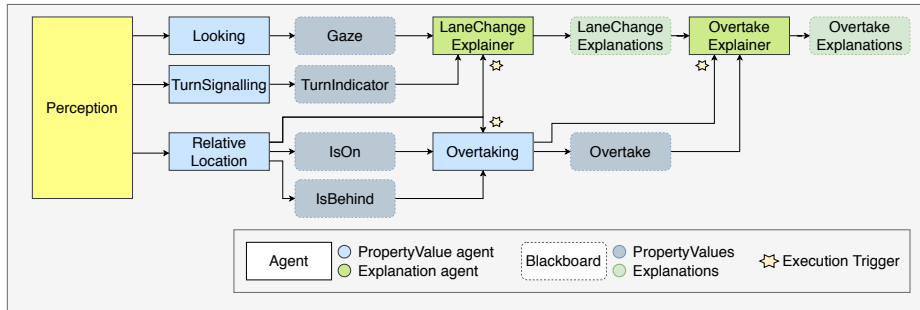 Looking
Gaze
LaneChange
Explainer
LaneChange
Explanations
Overtake
Explainer
Overtake
Explanations
TurnSignalling
TurnIndicator
Perception
Relative
Location
IsOn
Overtaking
Overtake
IsBehind
Agent
PropertyValue agent
Explanation agent
Blackboard
PropertyValues
Explanations
Execution Trigger